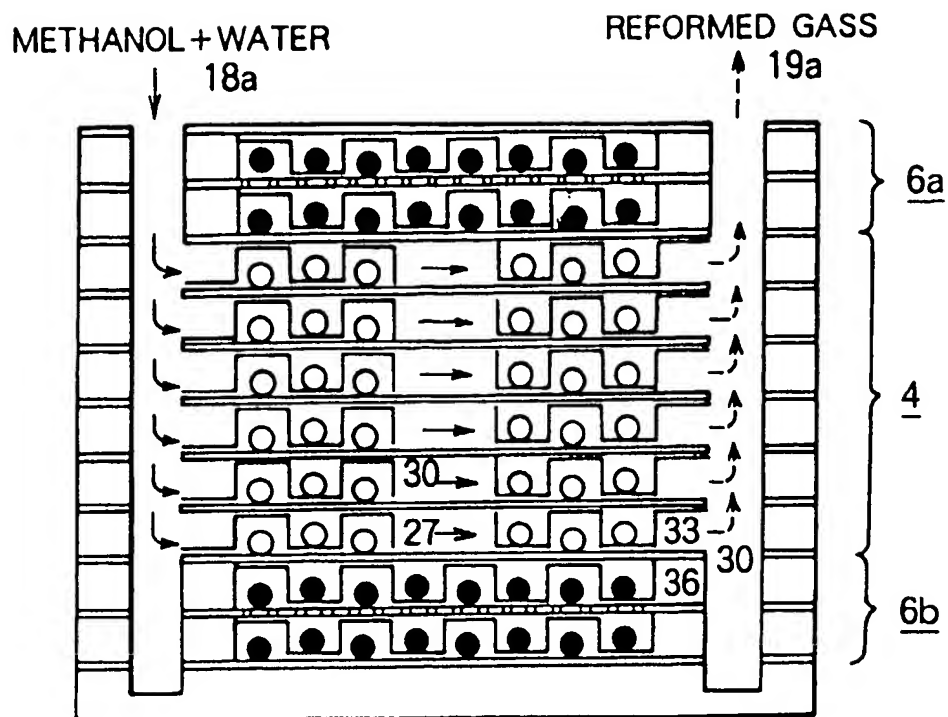 METHANOL+WATER
18a
REFORMED GASS
19a
6a
4
30
27
33
30
36
6b